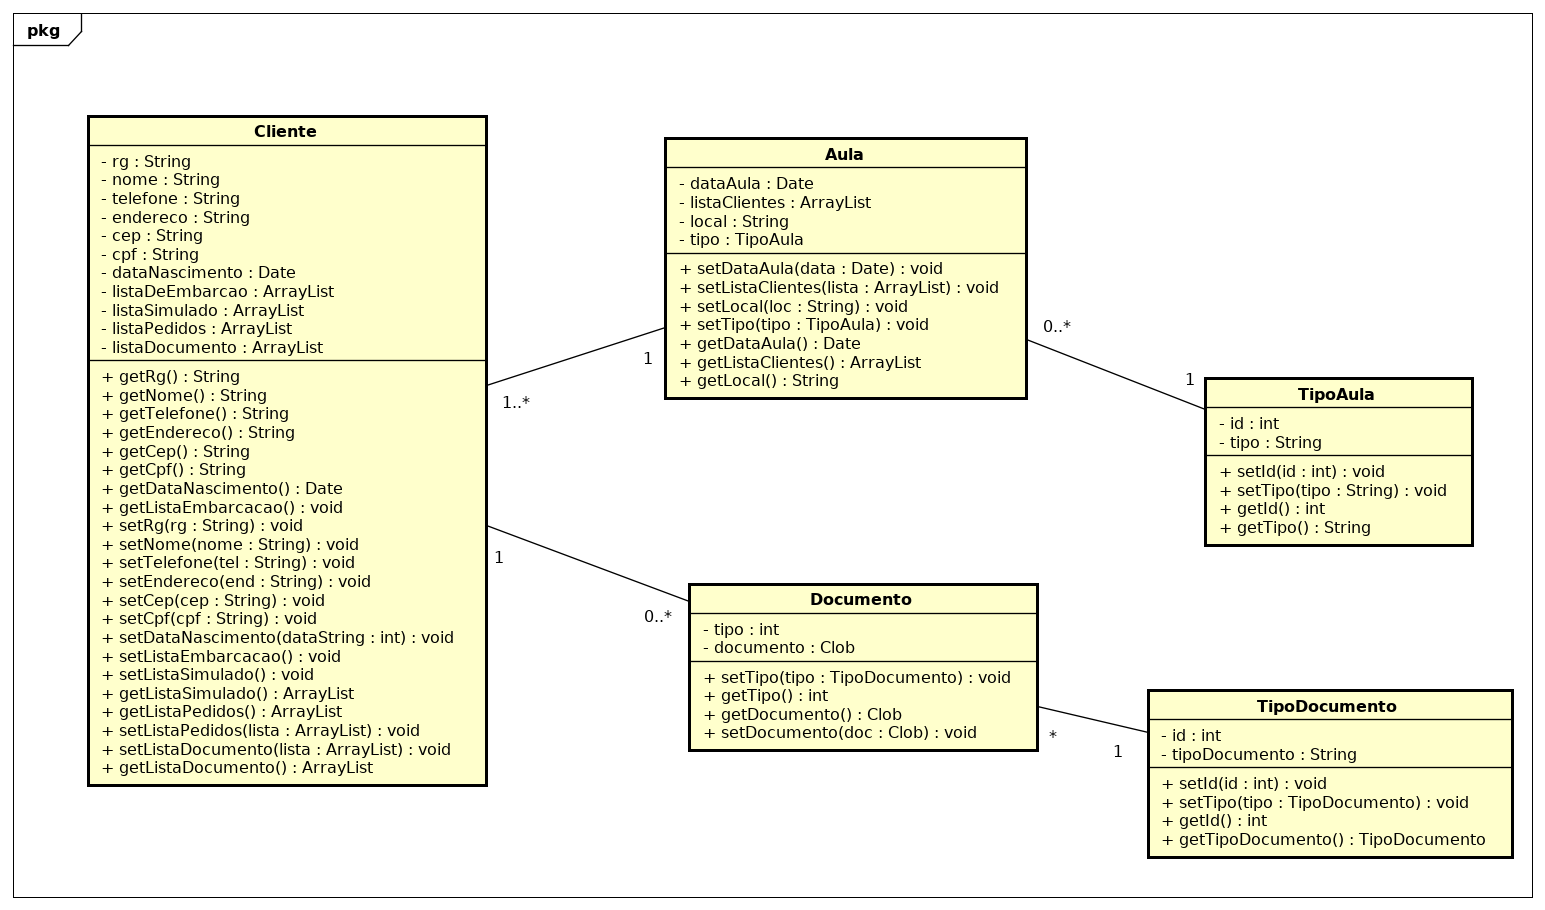 pkg
Cliente
- rg : String
- nome : String
- telefone : String
- endereco : String
- cep : String
- cpf : String
- dataNascimento : Date
- listaDeEmbarcao : ArrayList
- listaSimulado : ArrayList
- listaPedidos : ArrayList
- listaDocumento : ArrayList
+ getRg() : String
+ getNome() : String
+ getTelefone() : String
+ getEndereco() : String
+ getCep() : String
+ getCpf() : String
+ getDataNascimento() : Date
+ getListaEmbarcacao() : void
+ setRg(rg : String) : void
+ setNome(nome : String) : void
+ setTelefone(tel : String) : void
+ setEndereco(end : String) : void
+ setCep(cep : String) : void
+ setCpf(cpf : String) : void
+ setDataNascimento(dataString : int) : void
+ setListaEmbarcacao() : void
+ setListaSimulado() : void
+ getListaSimulado() : ArrayList
+ getListaPedidos() : ArrayList
+ setListaPedidos(lista : ArrayList) : void
+ setListaDocumento(lista : ArrayList) : void
+ getListaDocumento() : ArrayList
1..*
1
Aula
- dataAula : Date
- listaClientes : ArrayList
- local : String
- tipo : TipoAula
+ setDataAula(data : Date) : void
+ setListaClientes(lista : ArrayList) : void
+ setLocal(loc : String) : void
+ setTipo(tipo : TipoAula) : void
+ getDataAula() : Date
+ getListaClientes() : ArrayList
+ getLocal() : String
0..*
1
TipoAula
- id : int
- tipo : String
+ setId(id : int) : void
+ setTipo(tipo : String) : void
+ getId() : int
+ getTipo() : String
1
0..*
Documento
- tipo : int
- documento : Clob
+ setTipo(tipo : TipoDocumento) : void
+ getTipo() : int
+ getDocumento() : Clob
+ setDocumento(doc : Clob) : void
*
1
TipoDocumento
- id : int
- tipoDocumento : String
+ setId(id : int) : void
+ setTipo(tipo : TipoDocumento) : void
+ getId() : int
+ getTipoDocumento() : TipoDocumento